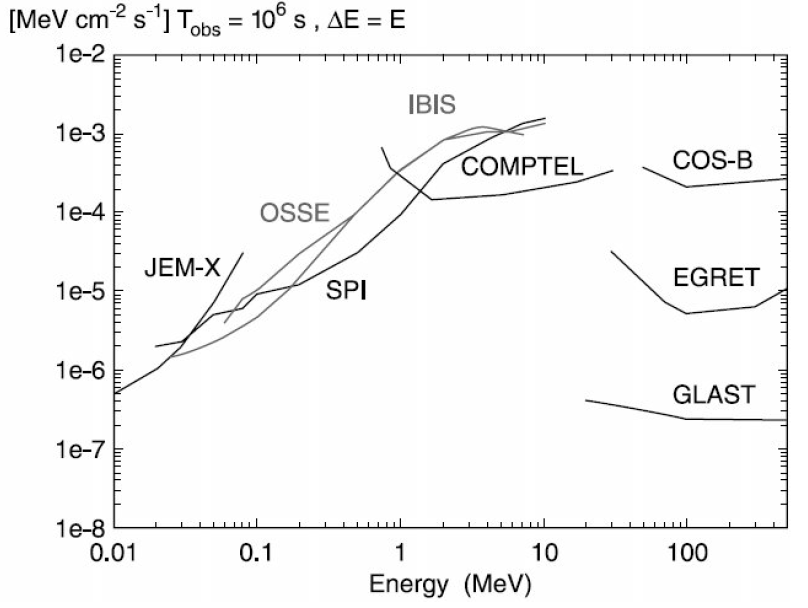 [MeV cm⁻² s⁻¹] T_obs = 10⁶ s , ΔE = E
1e-2
1e-3
1e-4
1e-5
1e-6
1e-7
1e-8
IBIS
COMPTEL
COS-B
OSSE
JEM-X
SPI
EGRET
GLAST
0.01
0.1
1
10
100
Energy (MeV)